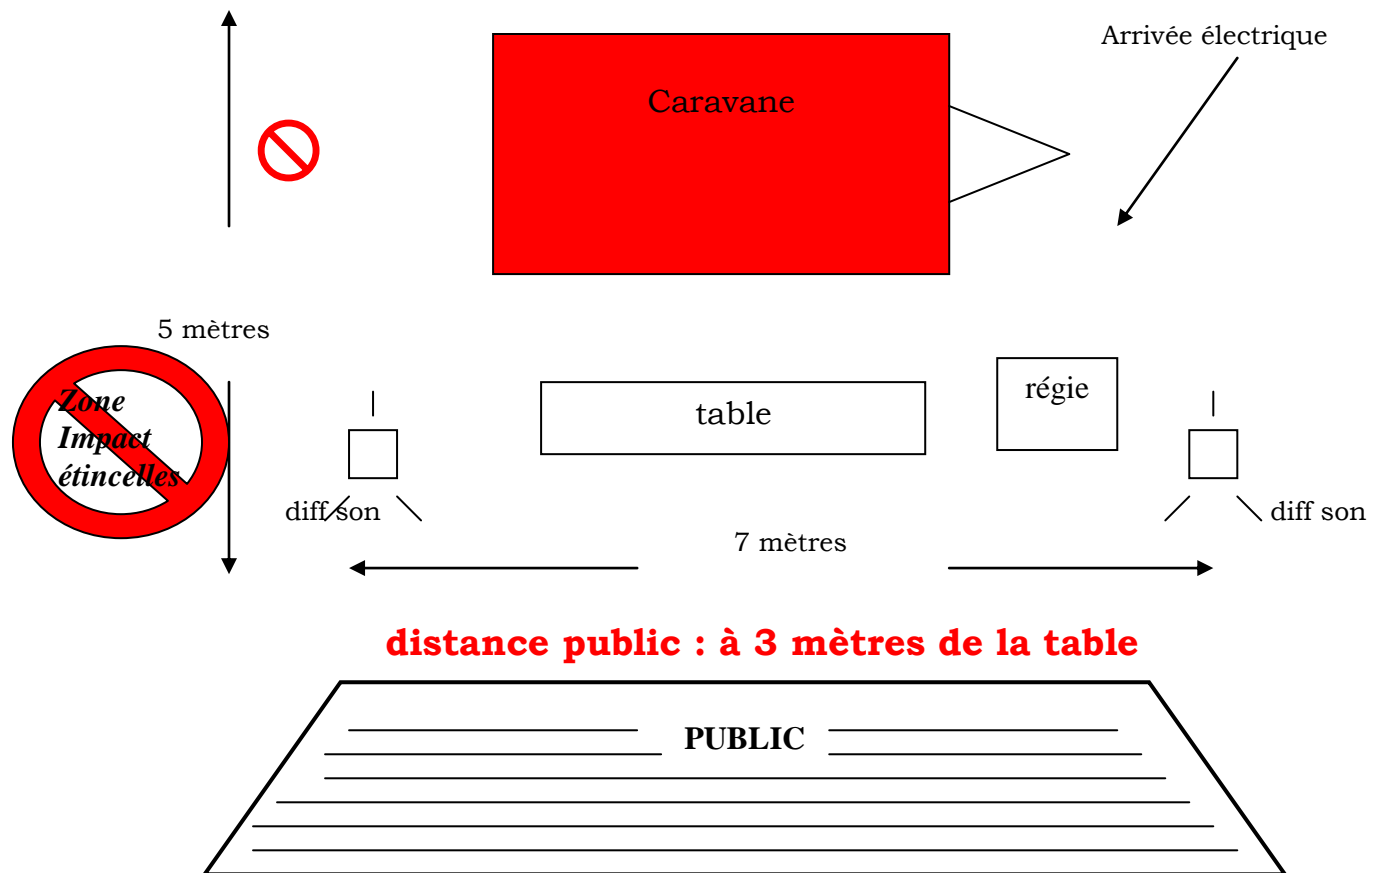 Arrivée électrique
Caravane
5 mètres
Zone
Impact
étincelles
table
régie
diff son
diff son
7 mètres
distance public : à 3 mètres de la table
PUBLIC